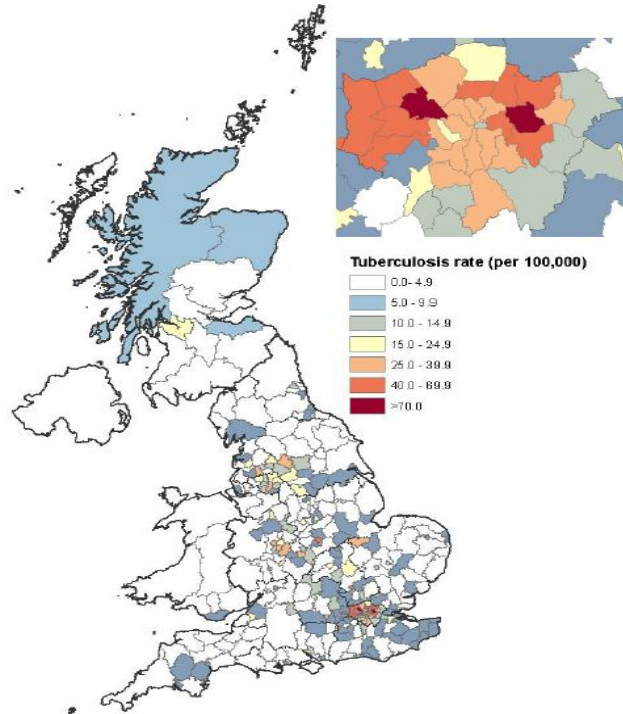 Tuberculosis rate (per 100,000)
0.0- 4.9
5.0- 9.9
10.0 - 14.9
15.0 - 24.9
25.0 - 39.9
40.0 - 69.9
>70.0